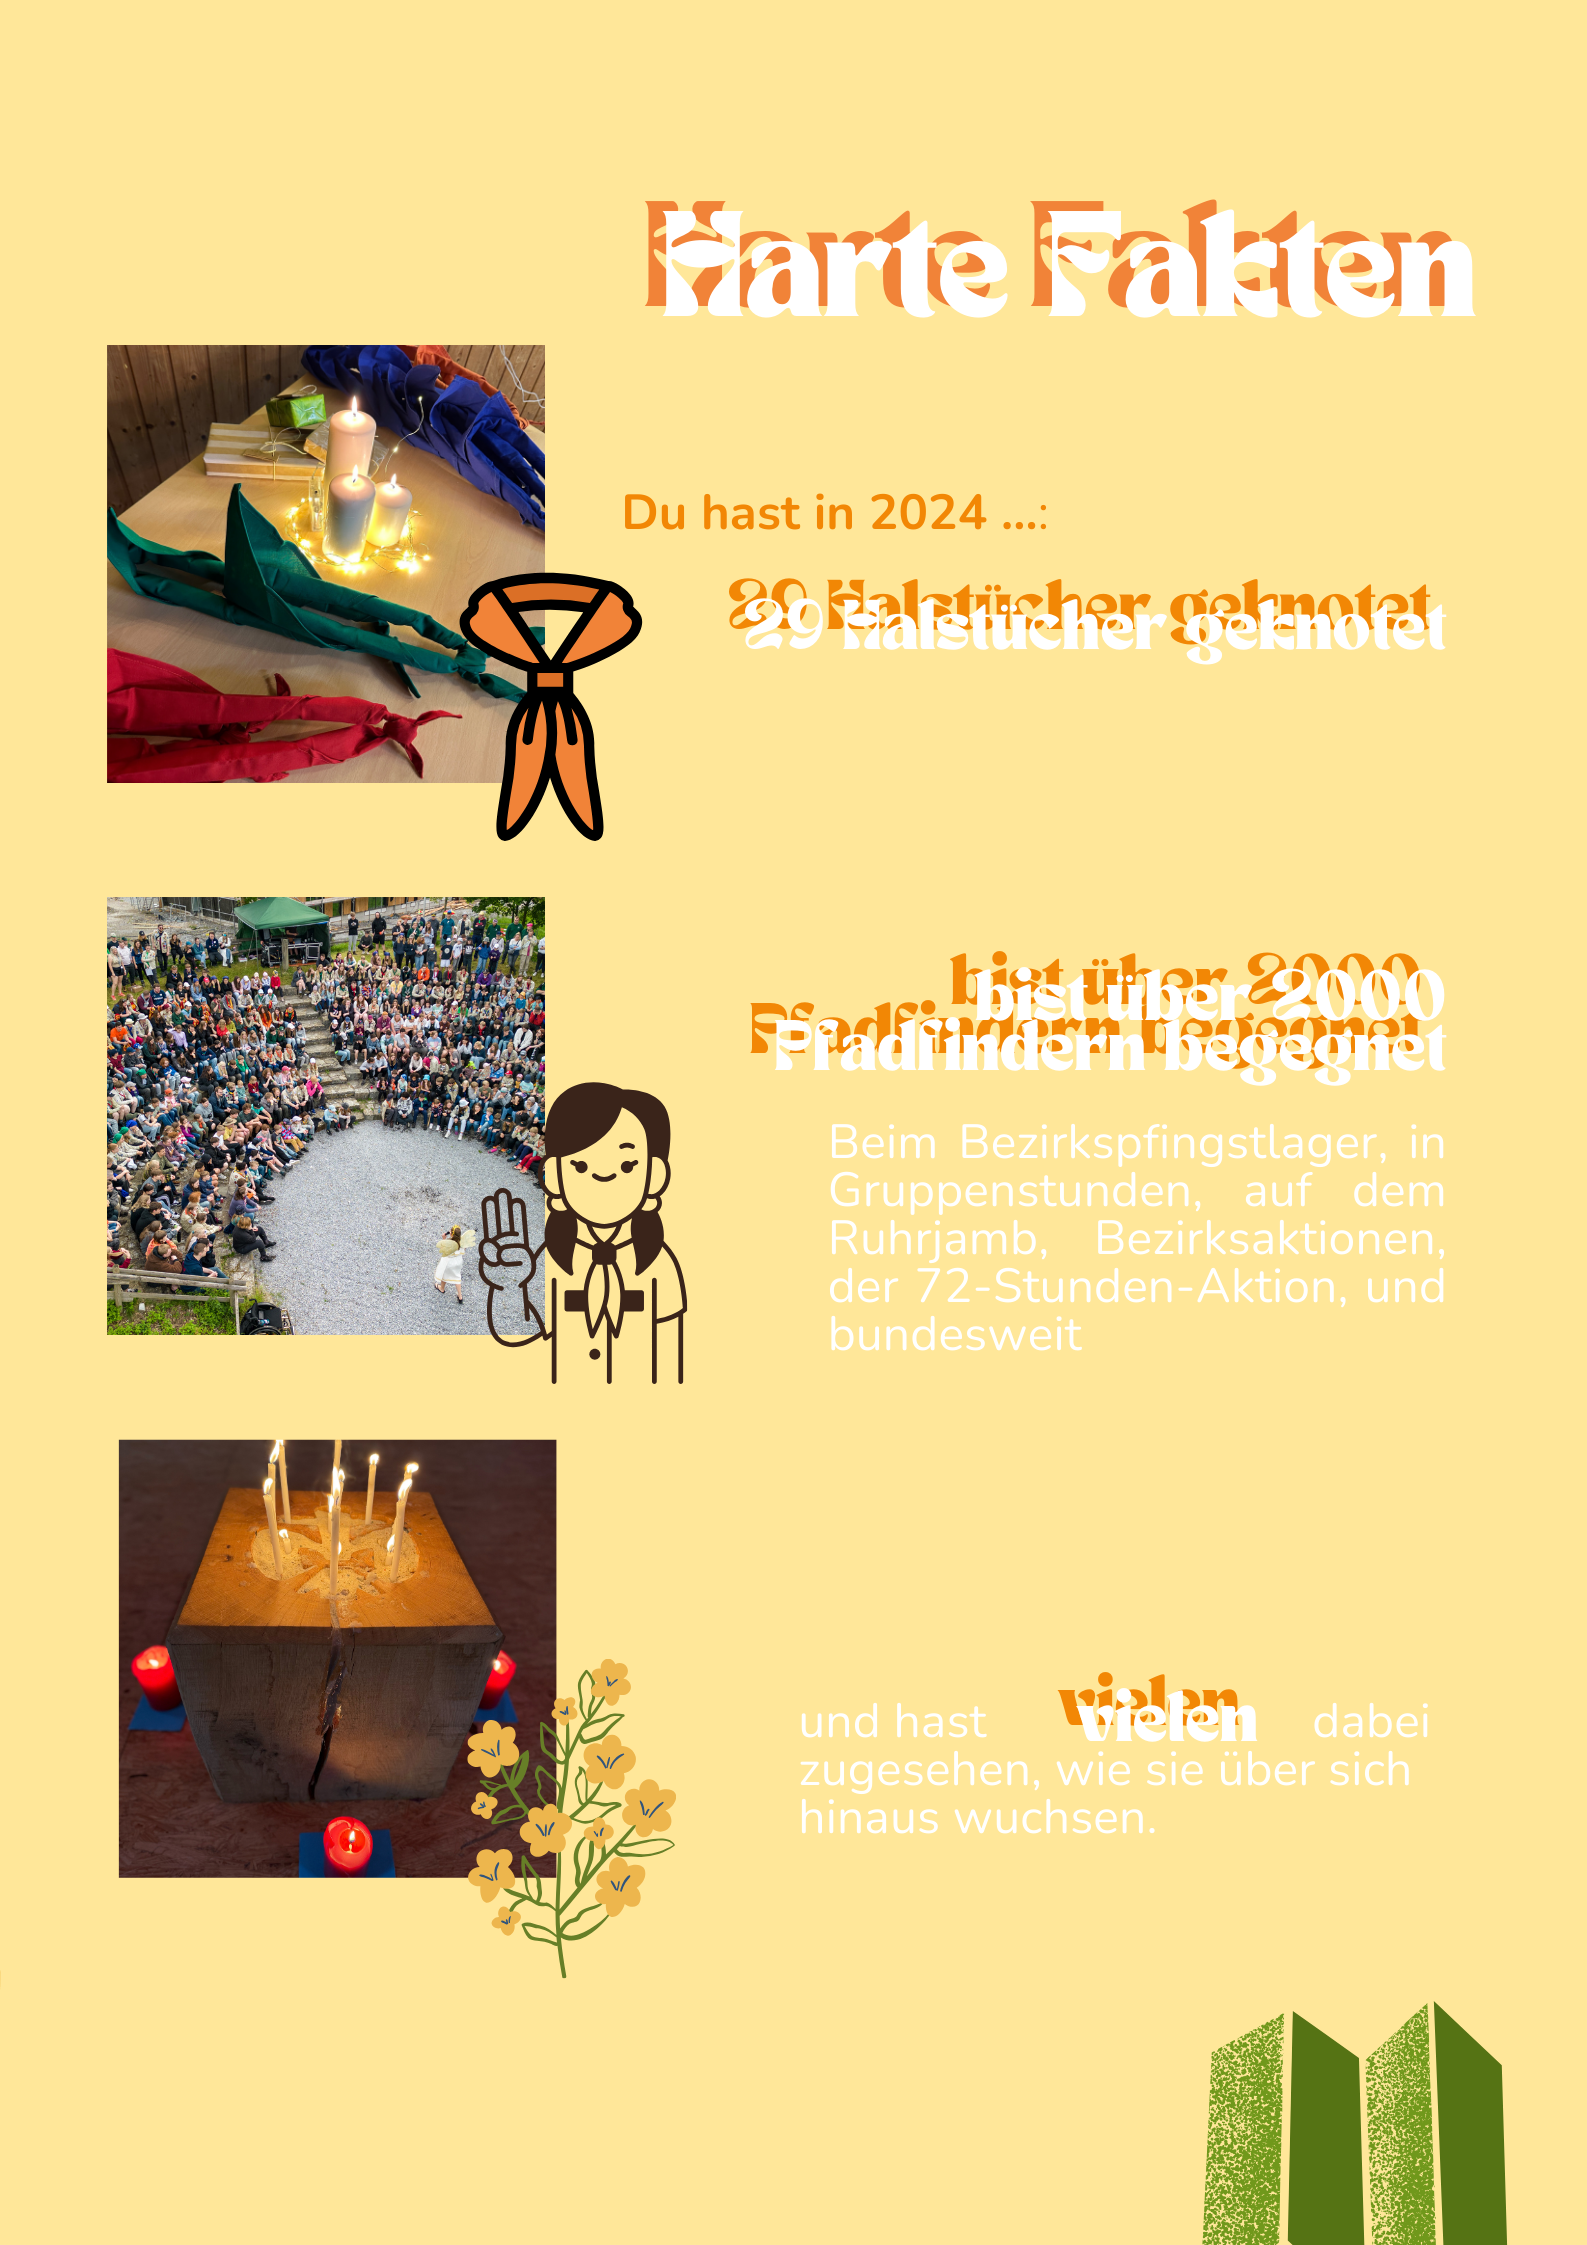 Harte Fakten
Du hast in 2024 ...:
29 Halstücher geknotet
bist über 2000
Pfadfindern begegnet
Beim Bezirkspfingstlager, in
Gruppenstunden, auf dem
Ruhrjamb, Bezirksaktionen,
der 72-Stunden-Aktion, und
bundesweit
und hast vielen dabei
zugesehen, wie sie über sich
hinaus wuchsen.